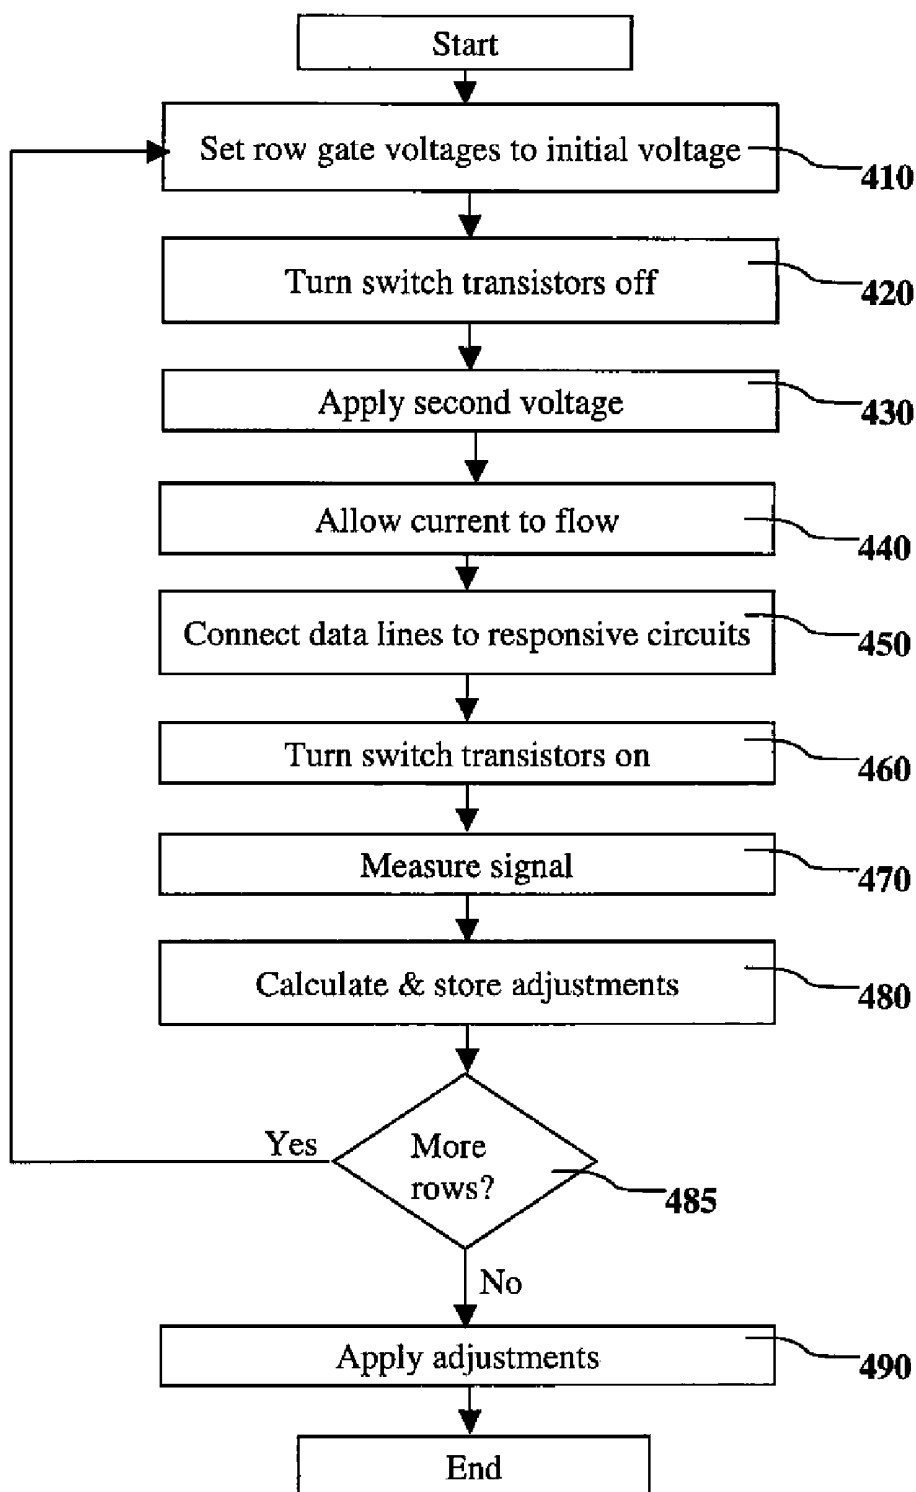 Start
Set row gate voltages to initial voltage
410
Turn switch transistors off
420
Apply second voltage
430
Allow current to flow
440
Connect data lines to responsive circuits
450
Turn switch transistors on
460
Measure signal
470
Calculate & store adjustments
480
Yes
More
rows?
485
No
Apply adjustments
490
End